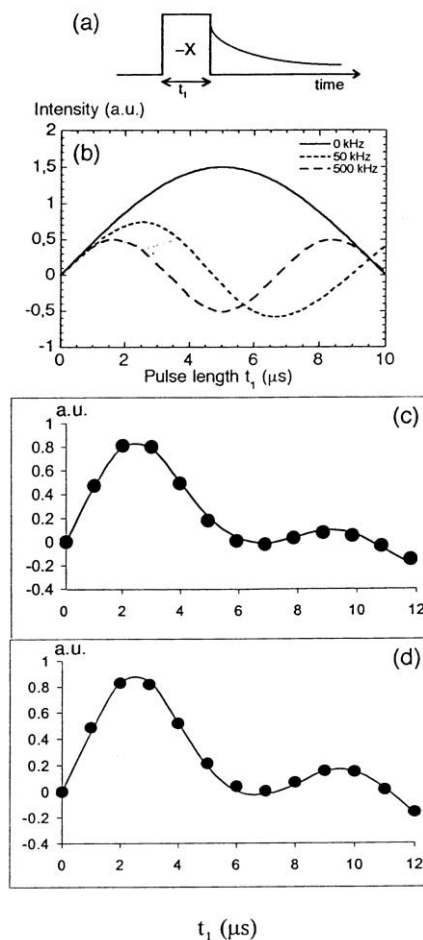 (a)
–X
t₁
time
Intensity (a.u.)
2
(b)
0 kHz
50 kHz
500 kHz
1,5
1
0,5
0
-0,5
-1
0 2 4 6 8 10
Pulse length t₁ (μs)
a.u.
(c)
1
0.8
0.6
0.4
0.2
0
-0.2
-0.4
0 2 4 6 8 10 12
a.u.
(d)
1
0.8
0.6
0.4
0.2
0
-0.2
-0.4
0 2 4 6 8 10 12
t₁ (μs)